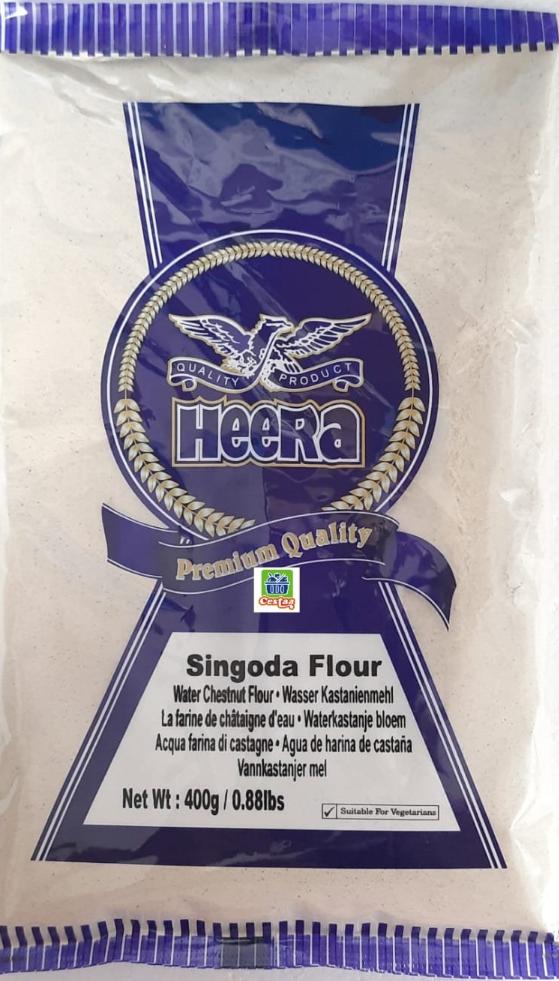 QUALITY PRODUCT
HEERA
Premium Quality
Cestaz
Singoda Flour
Water Chestnut Flour • Wasser Kastanienmehl
La farine de châtaigne d'eau • Waterkastanje bloem
Acqua farina di castagne • Agua de harina de castaña
Vannkastanjer mel
Net Wt : 400g / 0.88lbs
Suitable For Vegetarians